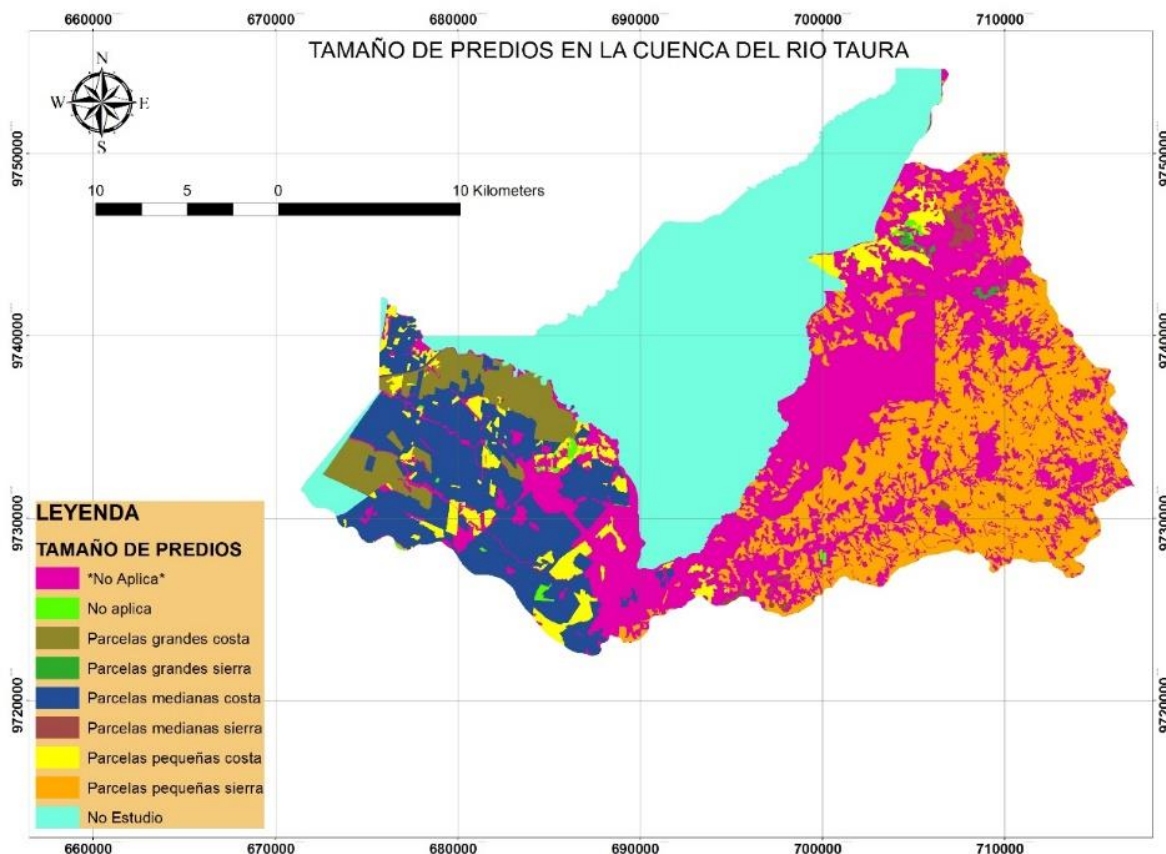 660000 670000 680000 690000 700000 710000
TAMAÑO DE PREDIOS EN LA CUENCA DEL RIO TAURA
N
W E
S
10 5 0 10 Kilometers
9750000 9750000
9740000 9740000
9730000 9730000
9720000 9720000
LEYENDA
TAMAÑO DE PREDIOS
*No Aplica*
No aplica
Parcelas grandes costa
Parcelas grandes sierra
Parcelas medianas costa
Parcelas medianas sierra
Parcelas pequeñas costa
Parcelas pequeñas sierra
No Estudio
660000 670000 680000 690000 700000 710000